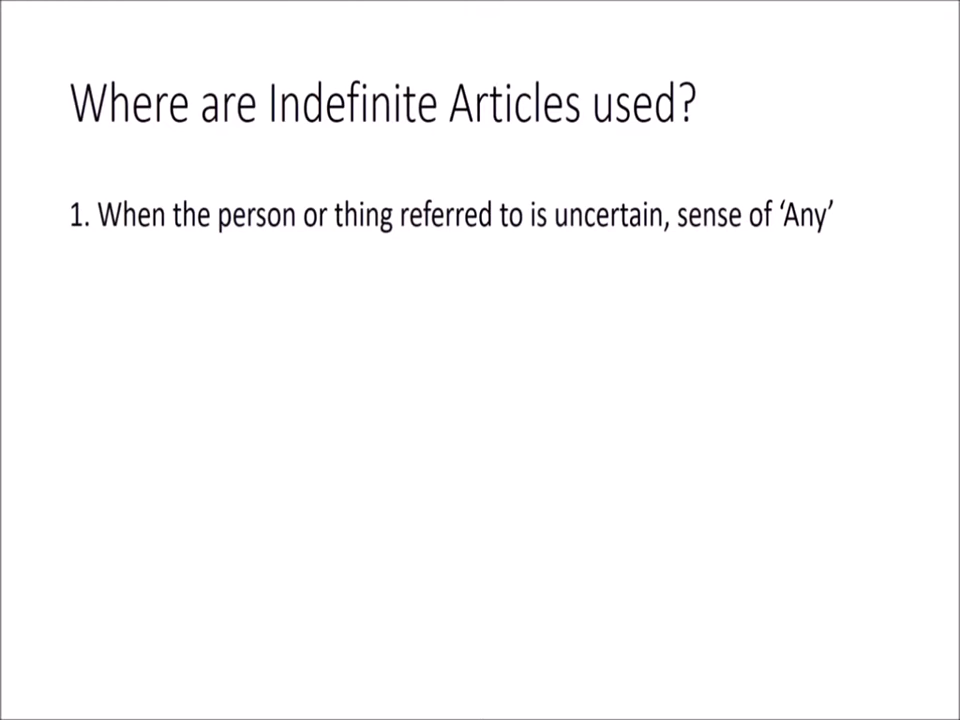 Where are Indefinite Articles used?
1. When the person or thing referred to is uncertain, sense of ‘Any’